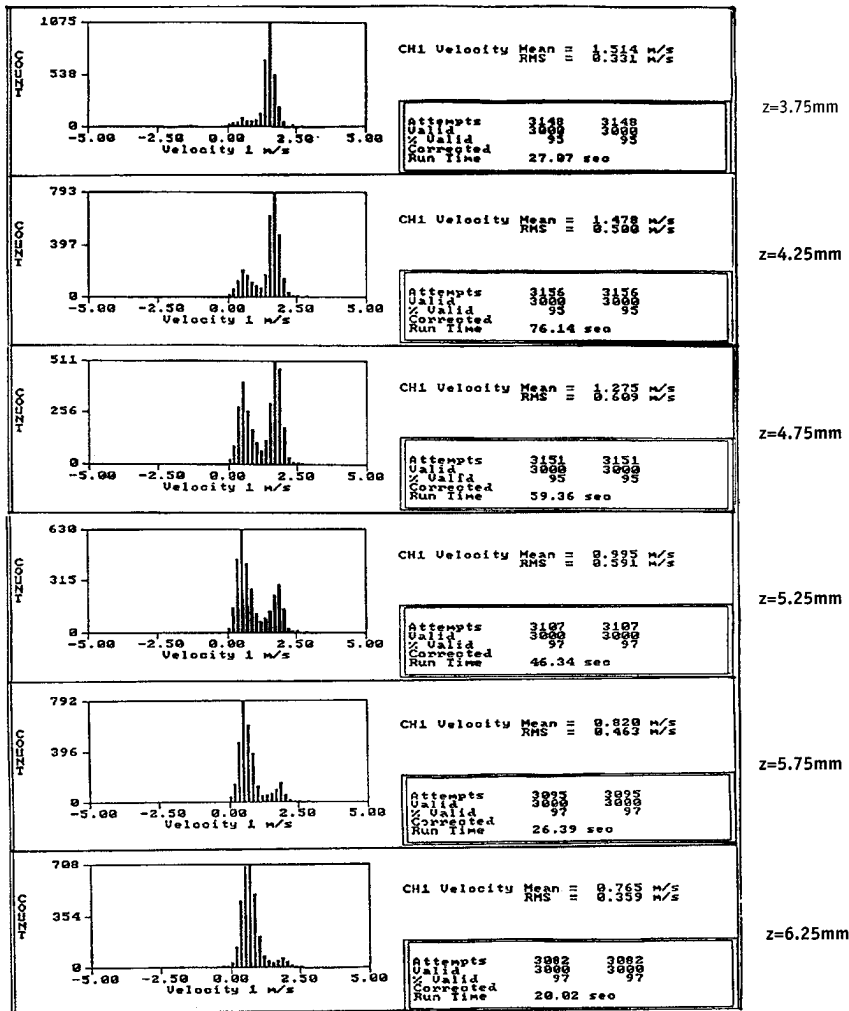 1075
538
0
-5.00 -2.50 0.00 2.50 5.00
Velocity 1 m/s
COUNT
CH1 Velocity Mean = 1.514 m/s
RMS = 0.331 m/s
Attempts 3148 3148
Valid 3000 3000
% Valid 95 95
Corrected
Run Time 27.07 sec
z=3.75mm
793
397
0
-5.00 -2.50 0.00 2.50 5.00
Velocity 1 m/s
COUNT
CH1 Velocity Mean = 1.478 m/s
RMS = 0.500 m/s
Attempts 3156 3156
Valid 3000 3000
% Valid 95 95
Corrected
Run Time 76.14 sec
z=4.25mm
511
256
0
-5.00 -2.50 0.00 2.50 5.00
Velocity 1 m/s
COUNT
CH1 Velocity Mean = 1.275 m/s
RMS = 0.609 m/s
Attempts 3151 3151
Valid 3000 3000
% Valid 95 95
Corrected
Run Time 59.36 sec
z=4.75mm
630
315
0
-5.00 -2.50 0.00 2.50 5.00
Velocity 1 m/s
COUNT
CH1 Velocity Mean = 0.995 m/s
RMS = 0.591 m/s
Attempts 3107 3107
Valid 3000 3000
% Valid 97 97
Corrected
Run Time 46.34 sec
z=5.25mm
792
396
0
-5.00 -2.50 0.00 2.50 5.00
Velocity 1 m/s
COUNT
CH1 Velocity Mean = 0.820 m/s
RMS = 0.463 m/s
Attempts 3095 3095
Valid 3000 3000
% Valid 97 97
Corrected
Run Time 26.39 sec
z=5.75mm
708
354
0
-5.00 -2.50 0.00 2.50 5.00
Velocity 1 m/s
COUNT
CH1 Velocity Mean = 0.765 m/s
RMS = 0.359 m/s
Attempts 3082 3082
Valid 3000 3000
% Valid 97 97
Corrected
Run Time 20.02 sec
z=6.25mm